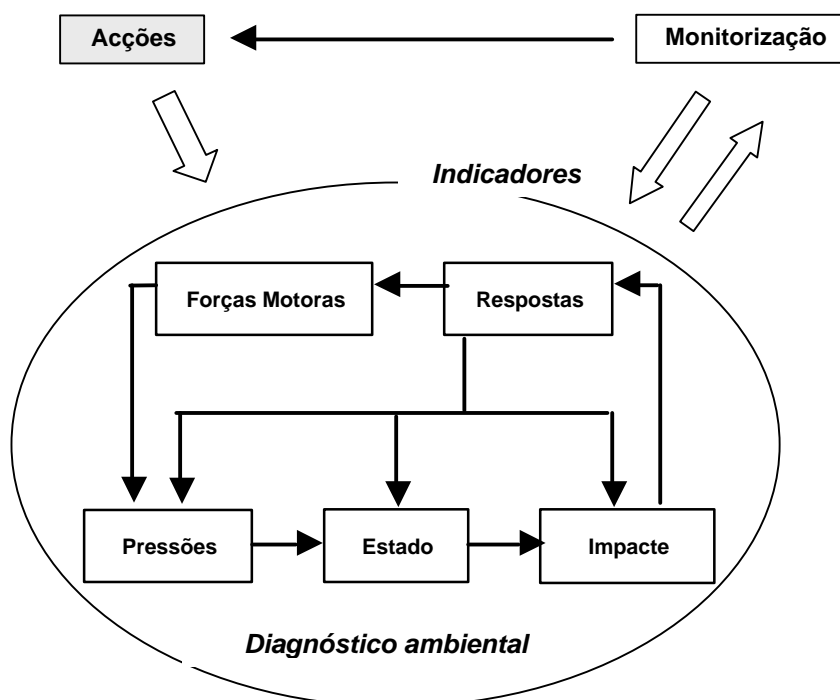 Acções
Monitorização
Indicadores
Forças Motoras
Respostas
Pressões
Estado
Impacte
Diagnóstico ambiental